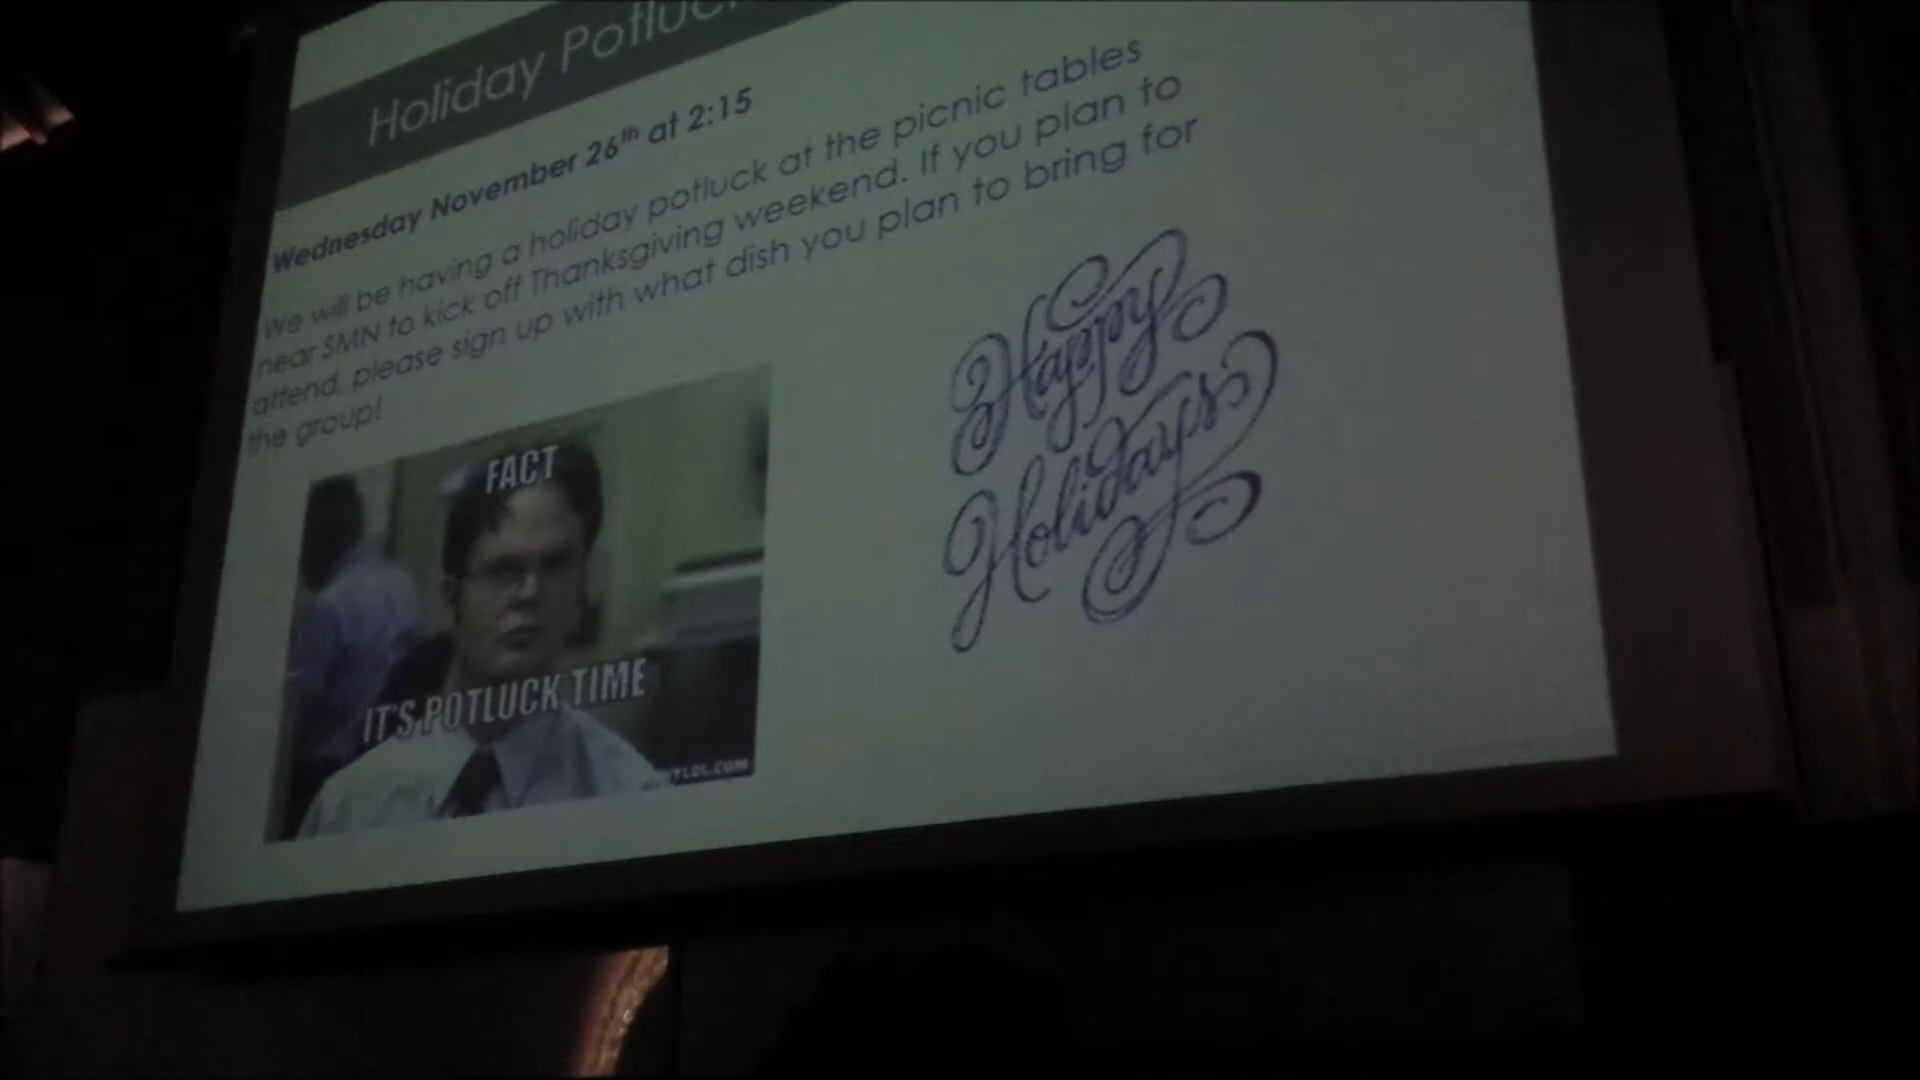 Holiday Potluck
Wednesday November 26th at 2:15
We will be having a holiday potluck at the picnic tables
near SMN to kick off Thanksgiving weekend. If you plan to
attend, please sign up with what dish you plan to bring for
the group!
FACT
IT'S POTLUCK TIME
Happy
Holidays